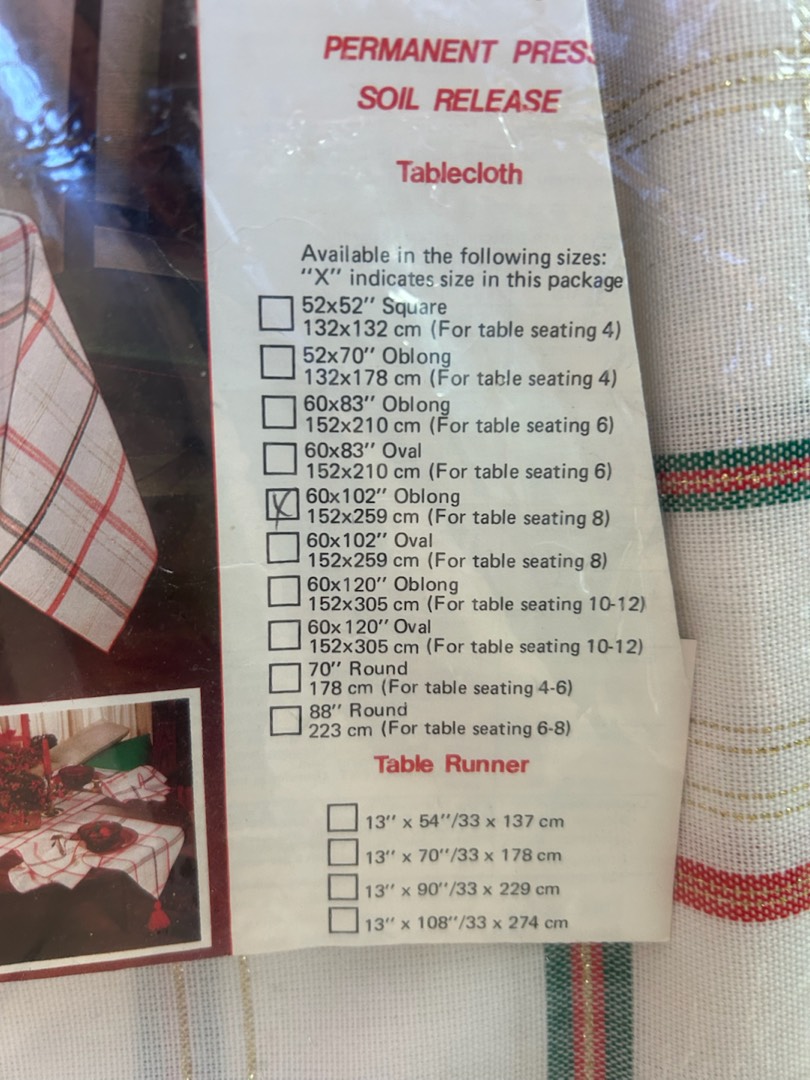 PERMANENT PRESS
SOIL RELEASE
Tablecloth
Available in the following sizes:
"X" indicates size in this package
52x52" Square
132x132 cm (For table seating 4)
52x70" Oblong
132x178 cm (For table seating 4)
60x83" Oblong
152x210 cm (For table seating 6)
60x83" Oval
152x210 cm (For table seating 6)
X 60x102" Oblong
152x259 cm (For table seating 8)
60x102" Oval
152x259 cm (For table seating 8)
60x120" Oblong
152x305 cm (For table seating 10-12)
60x120" Oval
152x305 cm (For table seating 10-12)
70" Round
178 cm (For table seating 4-6)
88" Round
223 cm (For table seating 6-8)
Table Runner
13" x 54"/33 x 137 cm
13" x 70"/33 x 178 cm
13" x 90"/33 x 229 cm
13" x 108"/33 x 274 cm